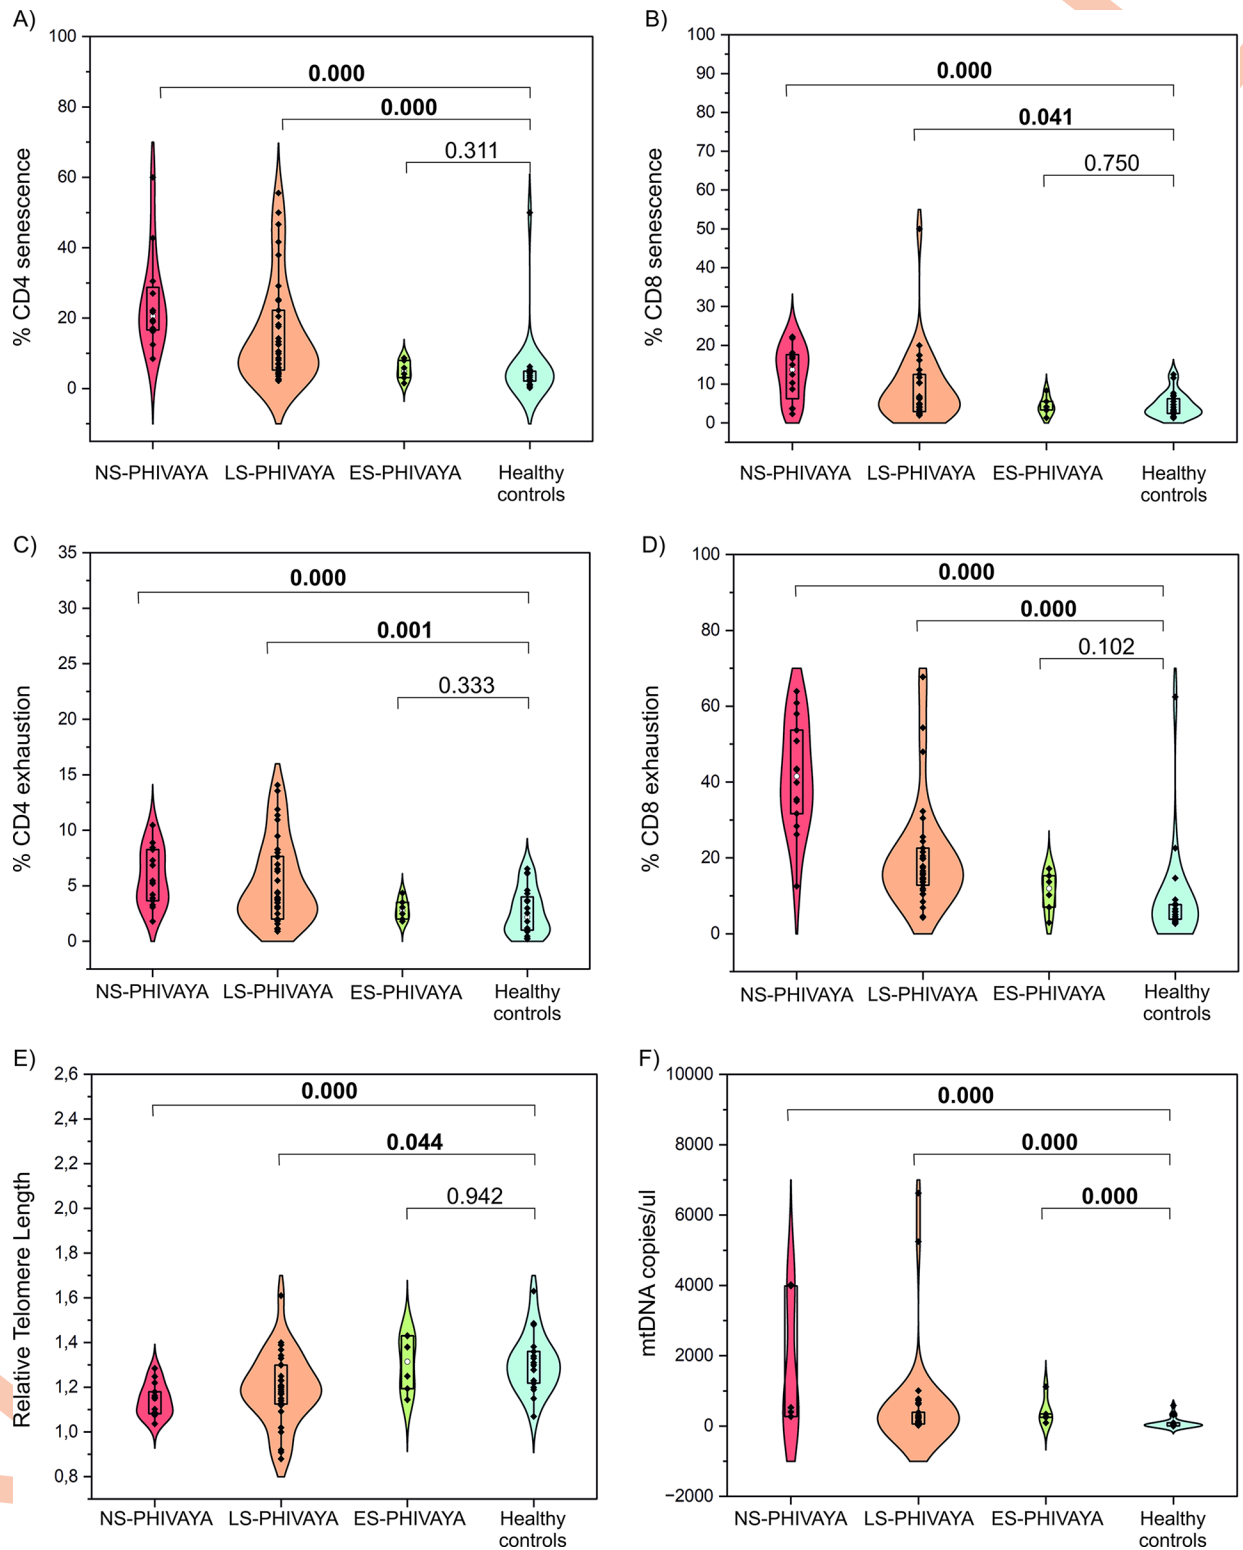 A)
100
80
60
40
20
0
% CD4 senescence
0.000
0.000
0.311
NS-PHIVAYA
LS-PHIVAYA
ES-PHIVAYA
Healthy
controls
B)
100
90
80
70
60
50
40
30
20
10
0
% CD8 senescence
0.000
0.041
0.750
NS-PHIVAYA
LS-PHIVAYA
ES-PHIVAYA
Healthy
controls
C)
35
30
25
20
15
10
5
0
% CD4 exhaustion
0.000
0.001
0.333
NS-PHIVAYA
LS-PHIVAYA
ES-PHIVAYA
Healthy
controls
D)
100
80
60
40
20
0
% CD8 exhaustion
0.000
0.000
0.102
NS-PHIVAYA
LS-PHIVAYA
ES-PHIVAYA
Healthy
controls
E)
2,6
2,4
2,2
2,0
1,8
1,6
1,4
1,2
1,0
0,8
Relative Telomere Length
0.000
0.044
0.942
NS-PHIVAYA
LS-PHIVAYA
ES-PHIVAYA
Healthy
controls
F)
10000
8000
6000
4000
2000
0
−2000
mtDNA copies/ul
0.000
0.000
0.000
NS-PHIVAYA
LS-PHIVAYA
ES-PHIVAYA
Healthy
controls